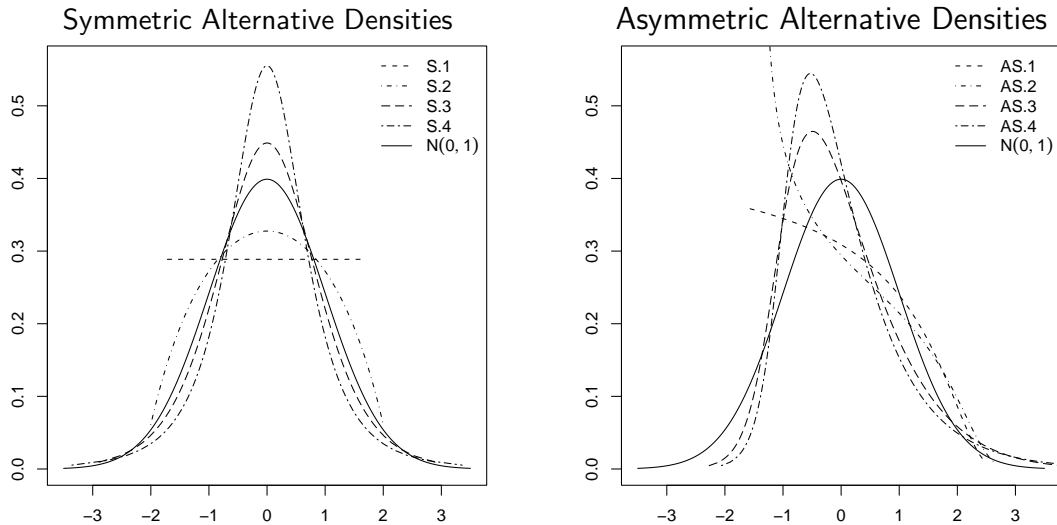 Symmetric Alternative Densities
S.1
S.2
S.3
S.4
N(0, 1)
0.5
0.4
0.3
0.2
0.1
0.0
−3 −2 −1 0 1 2 3
Asymmetric Alternative Densities
AS.1
AS.2
AS.3
AS.4
N(0, 1)
0.5
0.4
0.3
0.2
0.1
0.0
−3 −2 −1 0 1 2 3